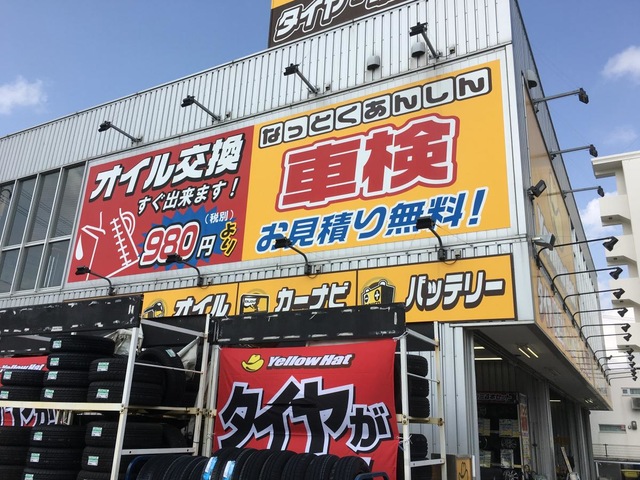 タイヤ
なっとくあんしん
車検
お見積り無料!
オイル交換
すぐ出来ます!
980円
(税別)
より
オイル
カーナビ
バッテリー
Yellow Hat
タイヤが